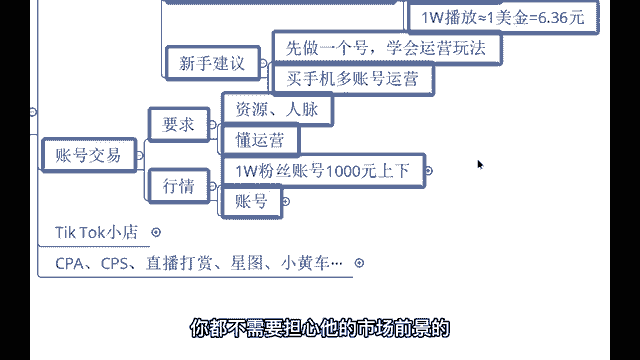 1W播放≈1美金=6.36元
先做一个号，学会运营玩法
新手建议
买手机多账号运营
资源、人脉
要求
懂运营
账号交易
1W粉丝账号1000元上下
行情
账号
Tik Tok小店
CPA、CPS、直播打赏、星图、小黄车…
你都不需要担心他的市场前景的